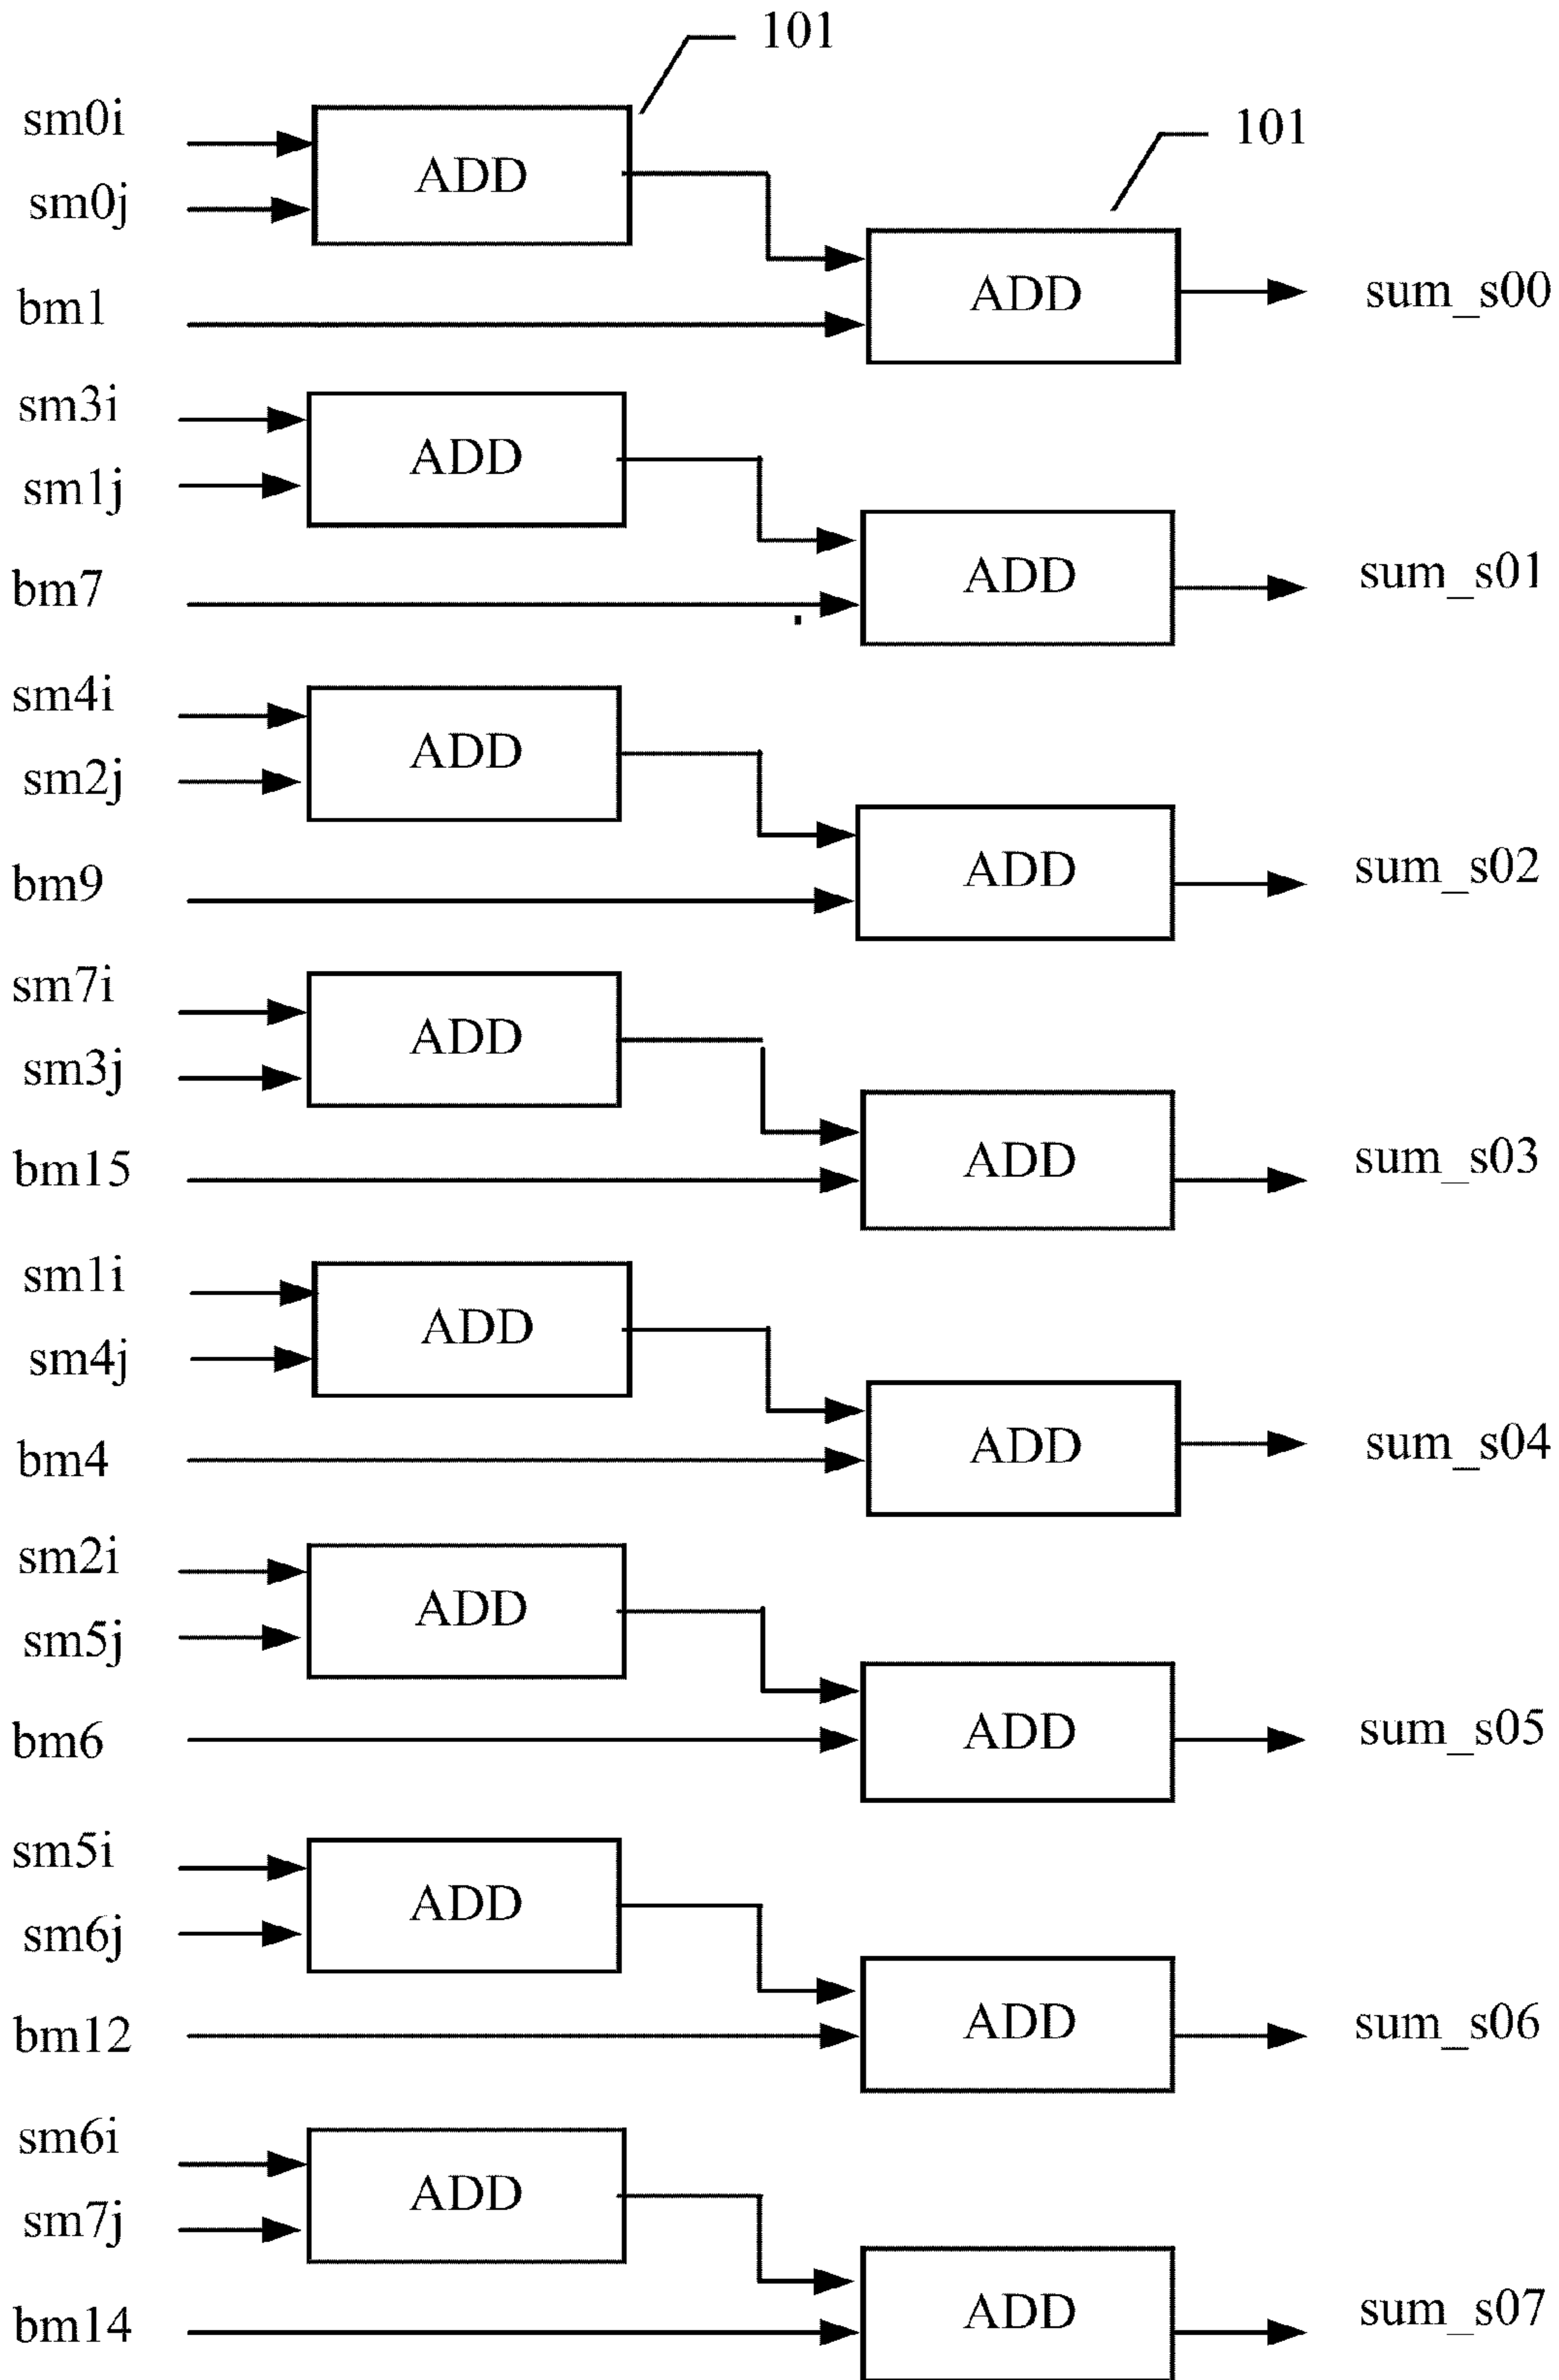 101
101
sm0i
ADD
sm0j
bm1
ADD
sum_s00
sm3i
ADD
sm1j
bm7
ADD
sum_s01
sm4i
ADD
sm2j
bm9
ADD
sum_s02
sm7i
ADD
sm3j
bm15
ADD
sum_s03
sm1i
ADD
sm4j
bm4
ADD
sum_s04
sm2i
ADD
sm5j
bm6
ADD
sum_s05
sm5i
ADD
sm6j
bm12
ADD
sum_s06
sm6i
ADD
sm7j
bm14
ADD
sum_s07